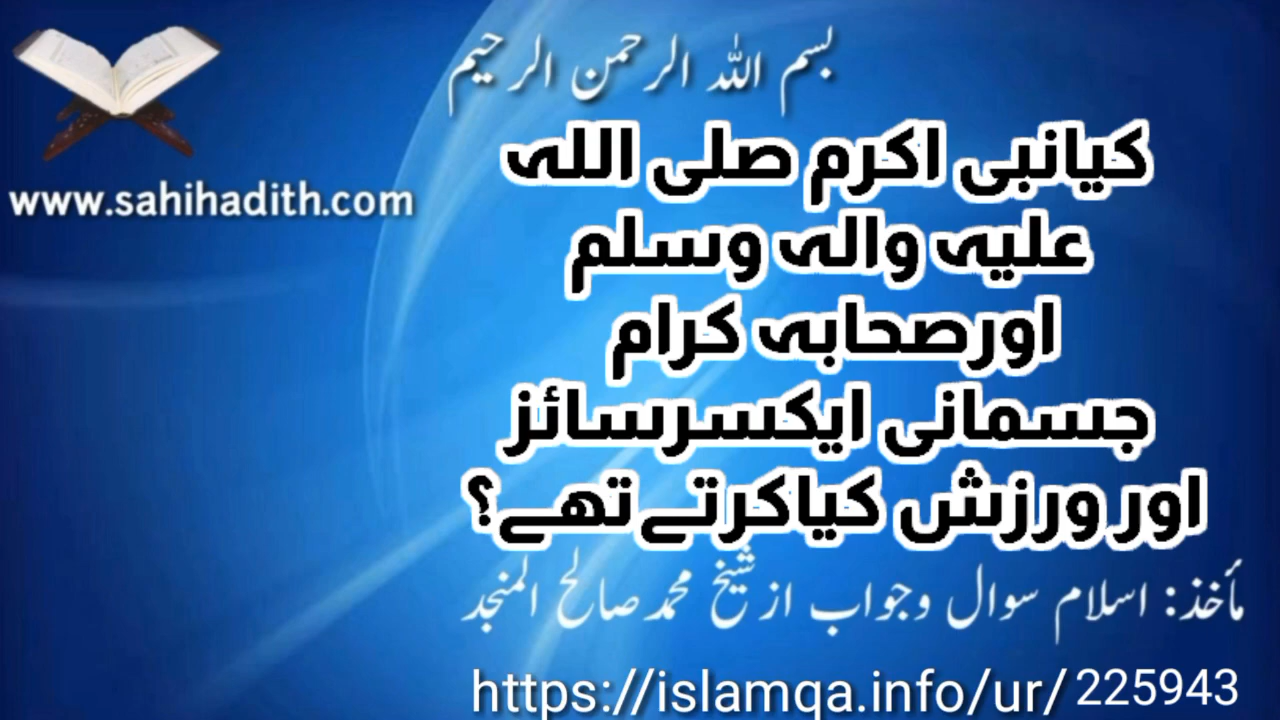 بسم اللہ الرحمن الرحیم
www.sahihadith.com
کیانبی اکرم صلی اللہ
علیہ والہ وسلم
اورصحابہ کرام
جسمانی ایکسرسائز
اور ورزش کیاکرتے تھے؟
مأخذ: اسلام سوال وجواب از شیخ محمد صالح المنجد
https://islamqa.info/ur/225943